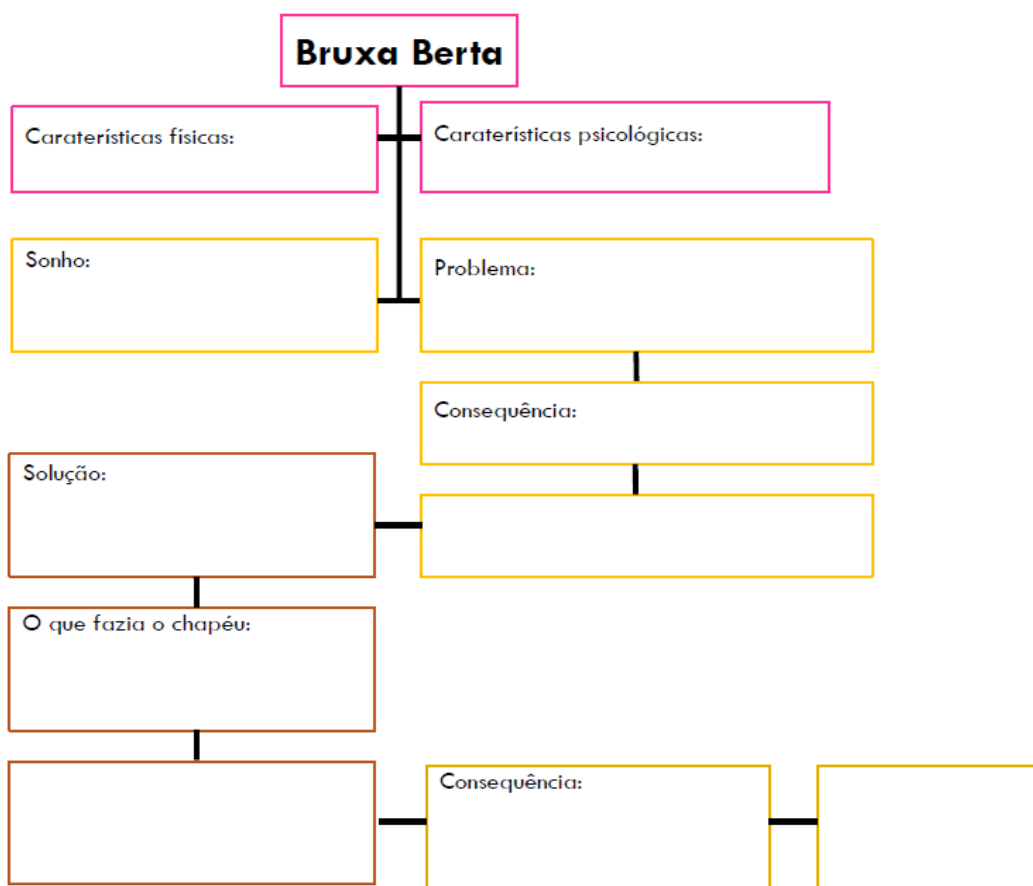 Bruxa Berta
Caraterísticas físicas:
Caraterísticas psicológicas:
Sonho:
Problema:
Consequência:
Solução:
O que fazia o chapéu:
Consequência: